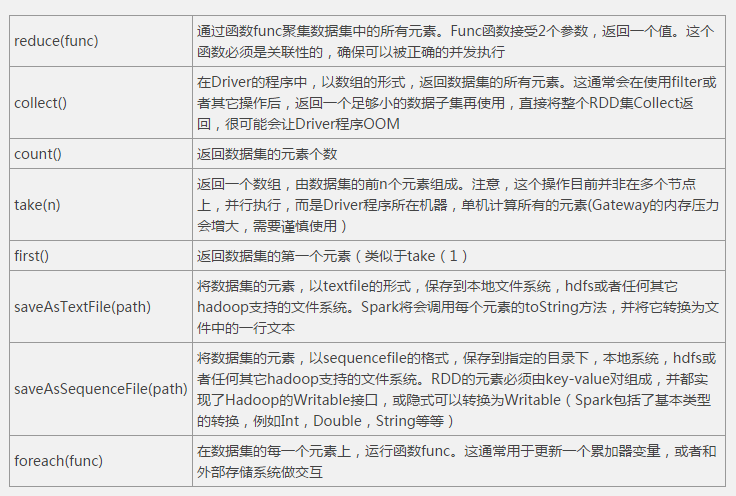 reduce(func)
通过函数func聚集数据集中的所有元素。Func函数接受2个参数，返回一个值。这个
函数必须是关联性的，确保可以被正确的并发执行
collect()
在Driver的程序中，以数组的形式，返回数据集的所有元素。这通常会在使用filter或
者其它操作后，返回一个足够小的数据子集再使用，直接将整个RDD集Collect返
回，很可能会让Driver程序OOM
count()
返回数据集的元素个数
take(n)
返回一个数组，由数据集的前n个元素组成。注意，这个操作目前并非在多个节点
上，并行执行，而是Driver程序所在机器，单机计算所有的元素(Gateway的内存压力
会增大，需要谨慎使用）
first()
返回数据集的第一个元素（类似于take（1）
saveAsTextFile(path)
将数据集的元素，以textfile的形式，保存到本地文件系统，hdfs或者任何其它
hadoop支持的文件系统。Spark将会调用每个元素的toString方法，并将它转换为文
件中的一行文本
saveAsSequenceFile(path)
将数据集的元素，以sequencefile的格式，保存到指定的目录下，本地系统，hdfs或
者任何其它hadoop支持的文件系统。RDD的元素必须由key-value对组成，并都实
现了Hadoop的Writable接口，或隐式可以转换为Writable（Spark包括了基本类型
的转换，例如Int，Double，String等等）
foreach(func)
在数据集的每一个元素上，运行函数func。这通常用于更新一个累加器变量，或者和
外部存储系统做交互